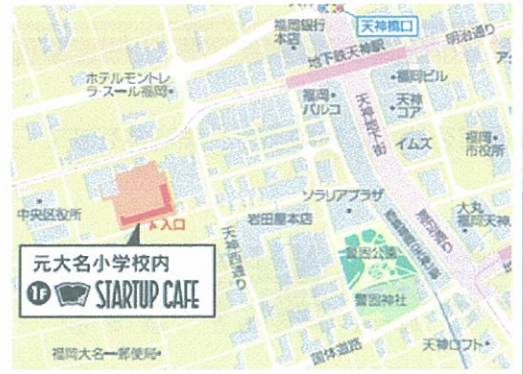 福岡銀行
本店
天神橋口
明治通り
地下鉄天神駅
ホテルモントレ
ラ・スール福岡
福岡ビル
福岡
パルコ
天神
コア
天神地下街
イムズ
福岡
市役所
中央区役所
入口
ソラリアプラザ
岩田屋本店
天神西通り
大丸
福岡天神
元大名小学校内
1F STARTUP CAFE
警固公園
警固神社
福岡大名一郵便局
国体道路
天神ロフト